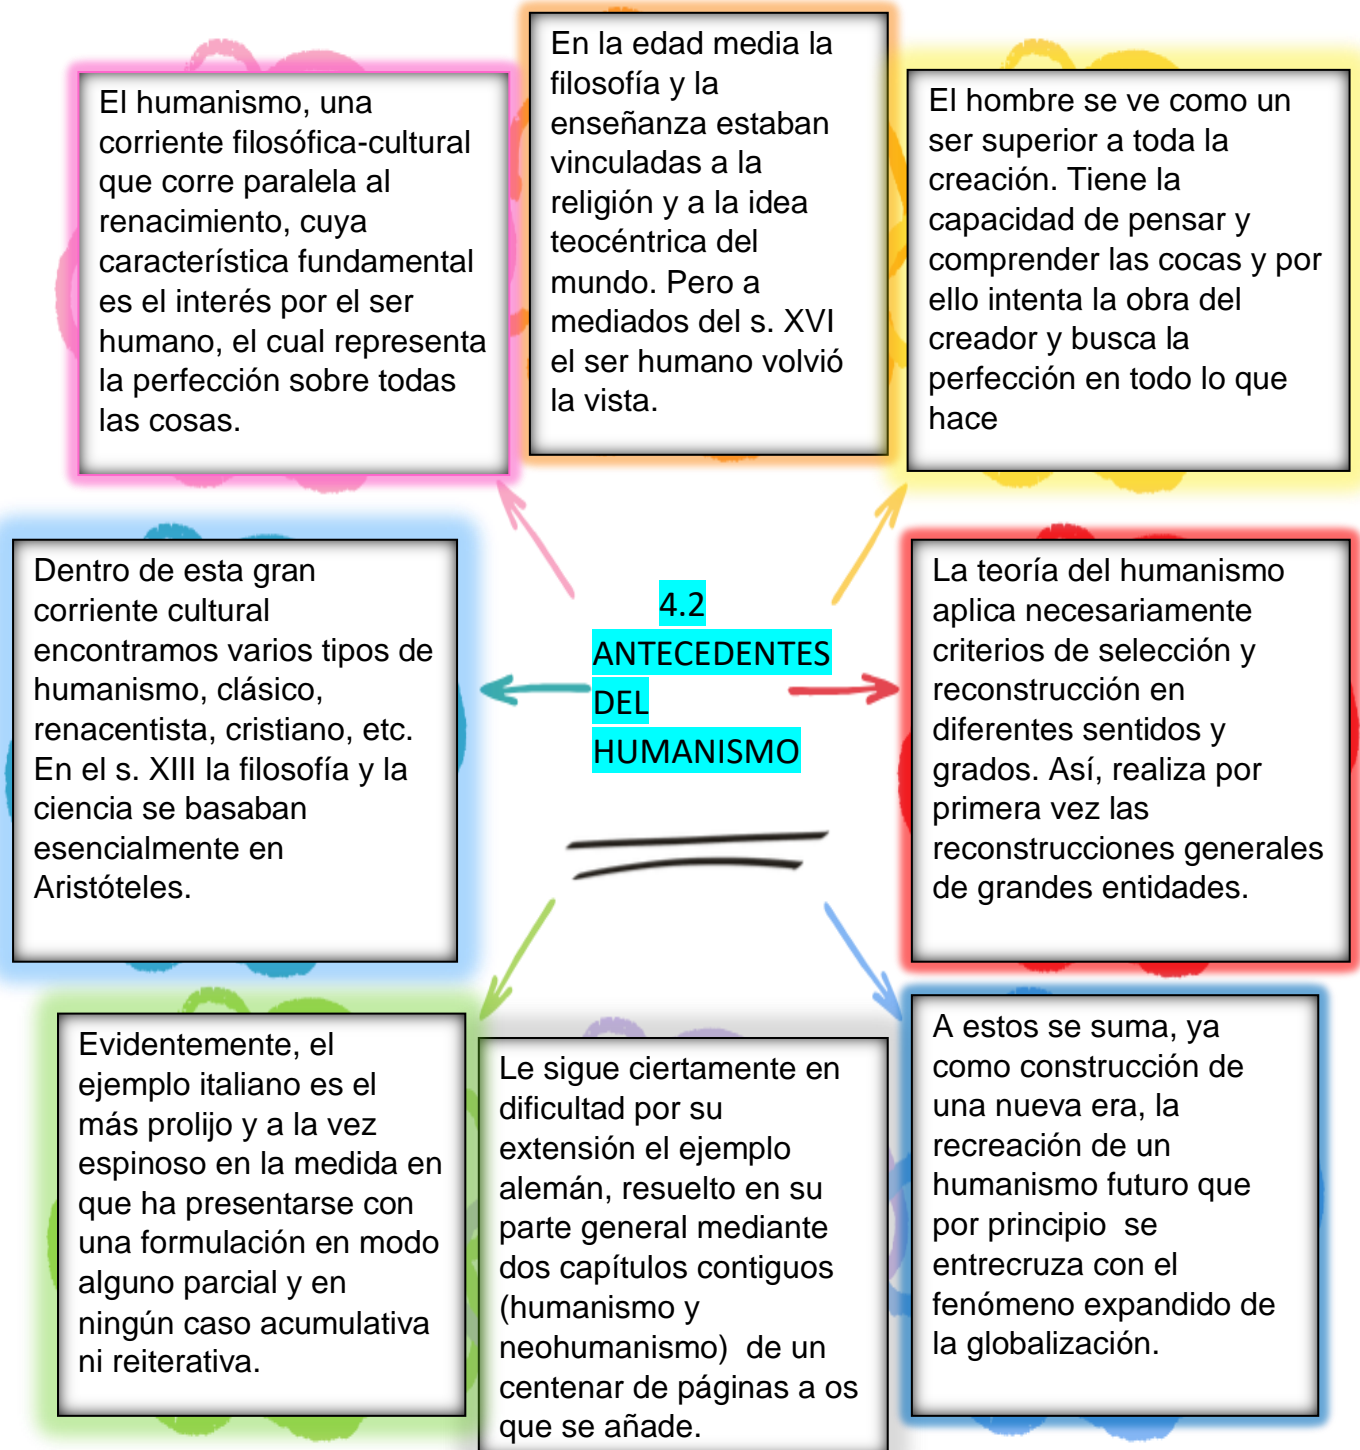 El humanismo, una
corriente filosófica-cultural
que corre paralela al
renacimiento, cuya
característica fundamental
es el interés por el ser
humano, el cual representa
la perfección sobre todas
las cosas.
En la edad media la
filosofía y la
enseñanza estaban
vinculadas a la
religión y a la idea
teocéntrica del
mundo. Pero a
mediados del s. XVI
el ser humano volvió
la vista.
El hombre se ve como un
ser superior a toda la
creación. Tiene la
capacidad de pensar y
comprender las cocas y por
ello intenta la obra del
creador y busca la
perfección en todo lo que
hace
Dentro de esta gran
corriente cultural
encontramos varios tipos de
humanismo, clásico,
renacentista, cristiano, etc.
En el s. XIII la filosofía y la
ciencia se basaban
esencialmente en
Aristóteles.
4.2
ANTECEDENTES
DEL
HUMANISMO
La teoría del humanismo
aplica necesariamente
criterios de selección y
reconstrucción en
diferentes sentidos y
grados. Así, realiza por
primera vez las
reconstrucciones generales
de grandes entidades.
Evidentemente, el
ejemplo italiano es el
más prolijo y a la vez
espinoso en la medida en
que ha presentarse con
una formulación en modo
alguno parcial y en
ningún caso acumulativa
ni reiterativa.
Le sigue ciertamente en
dificultad por su
extensión el ejemplo
alemán, resuelto en su
parte general mediante
dos capítulos contiguos
(humanismo y
neohumanismo)  de un
centenar de páginas a os
que se añade.
A estos se suma, ya
como construcción de
una nueva era, la
recreación de un
humanismo futuro que
por principio  se
entrecruza con el
fenómeno expandido de
la globalización.